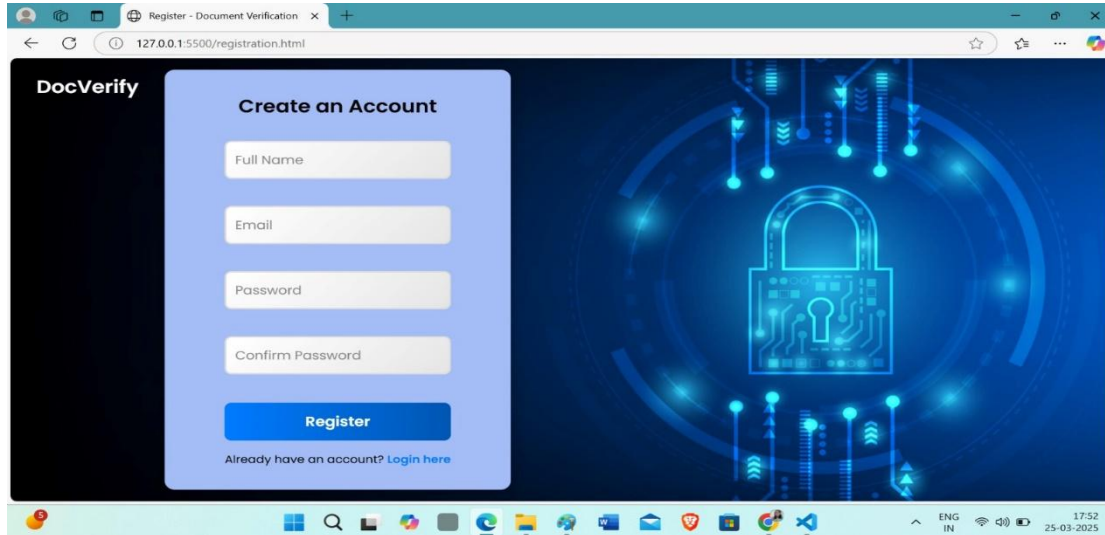 Register - Document Verification
127.0.0.1:5500/registration.html
DocVerify
Create an Account
Full Name
Email
Password
Confirm Password
Register
Already have an account? Login here
5
ENG
IN
17:52
25-03-2025